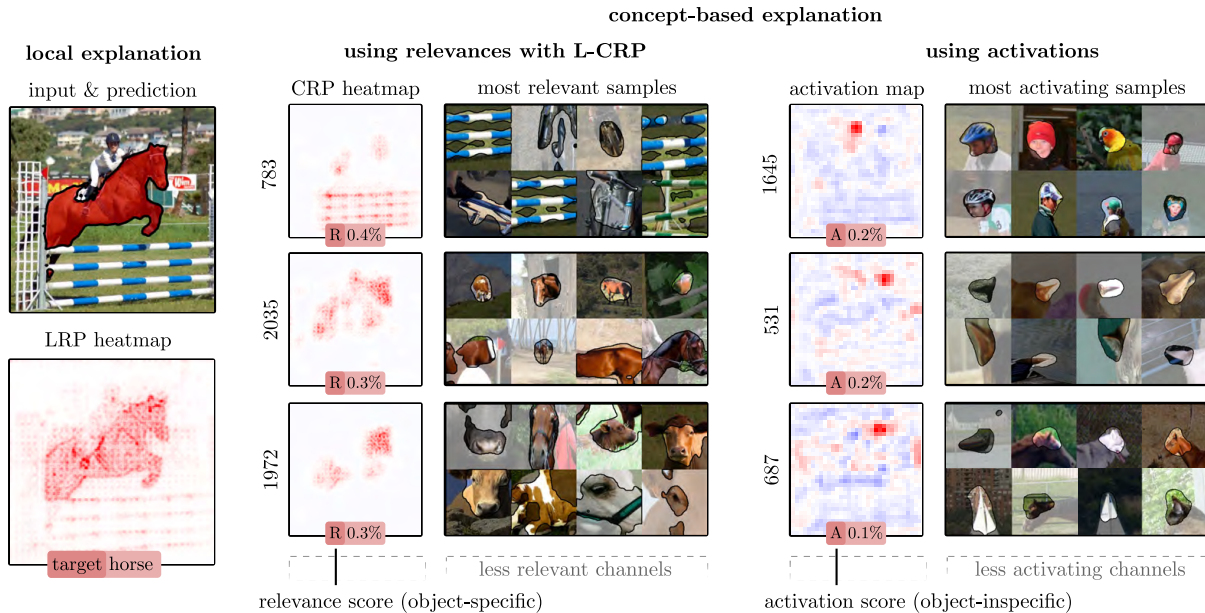 concept-based explanation
local explanation
using relevances with L-CRP
using activations
input & prediction
CRP heatmap
most relevant samples
activation map
most activating samples
783
R 0.4%
1645
A 0.2%
LRP heatmap
2035
R 0.3%
531
A 0.2%
1972
R 0.3%
687
A 0.1%
target horse
less relevant channels
less activating channels
relevance score (object-specific)
activation score (object-inspecific)